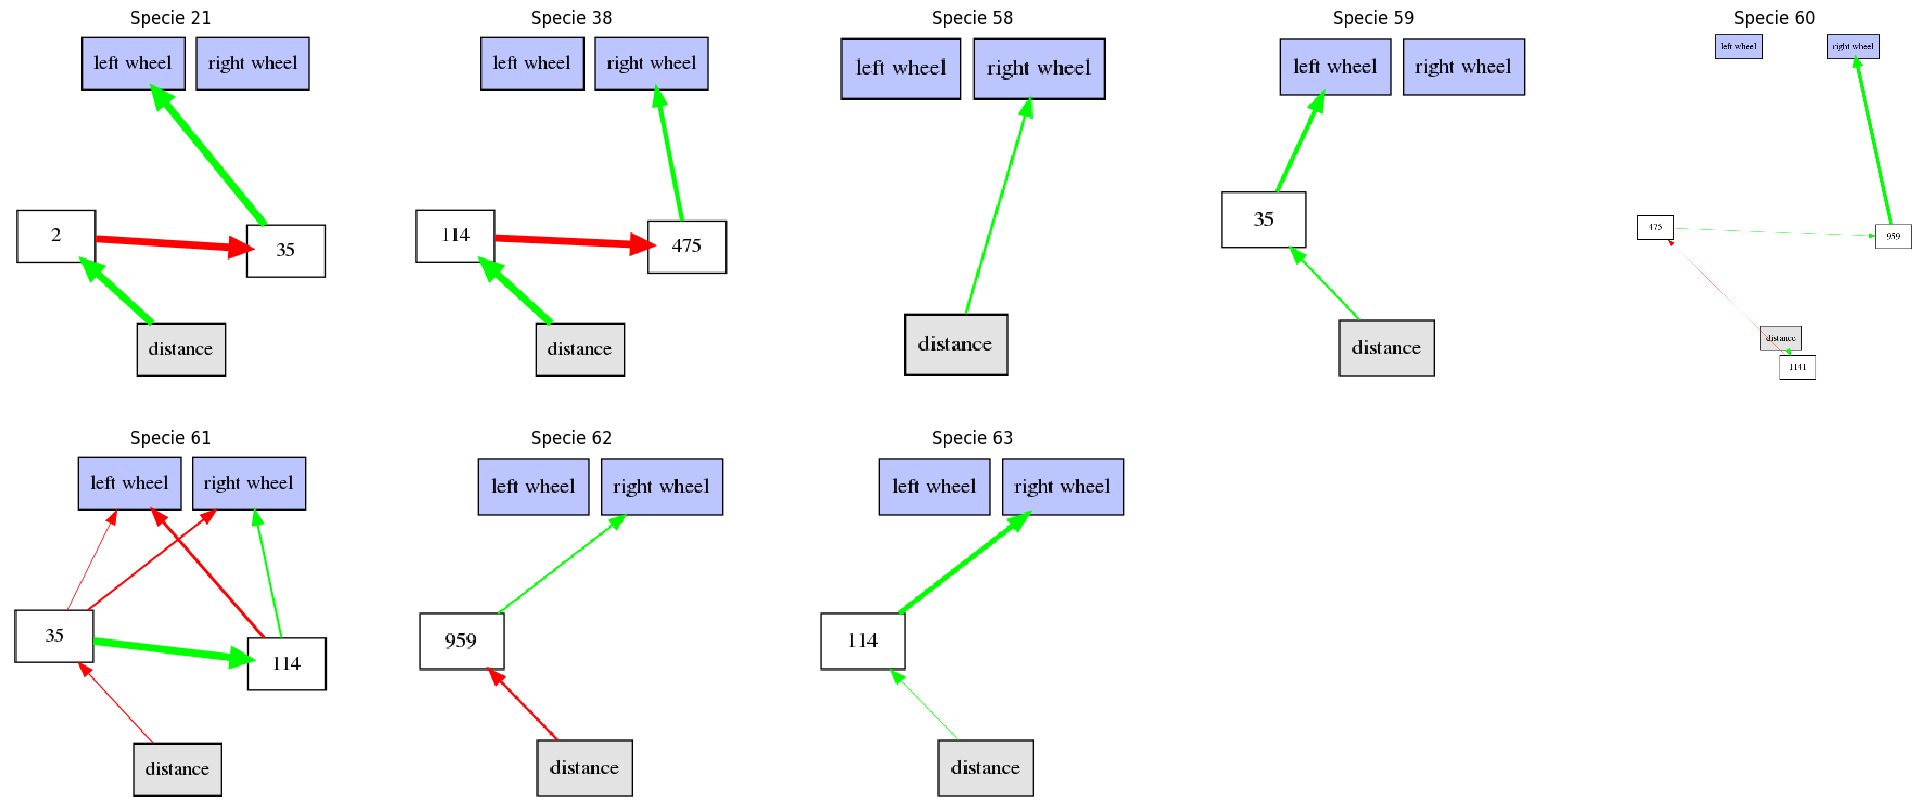 Specie 21
left wheel
right wheel
2
35
distance
Specie 38
left wheel
right wheel
114
475
distance
Specie 58
left wheel
right wheel
distance
Specie 59
left wheel
right wheel
35
distance
Specie 60
left wheel
right wheel
475
959
distance
1141
Specie 61
left wheel
right wheel
35
114
distance
Specie 62
left wheel
right wheel
959
distance
Specie 63
left wheel
right wheel
114
distance